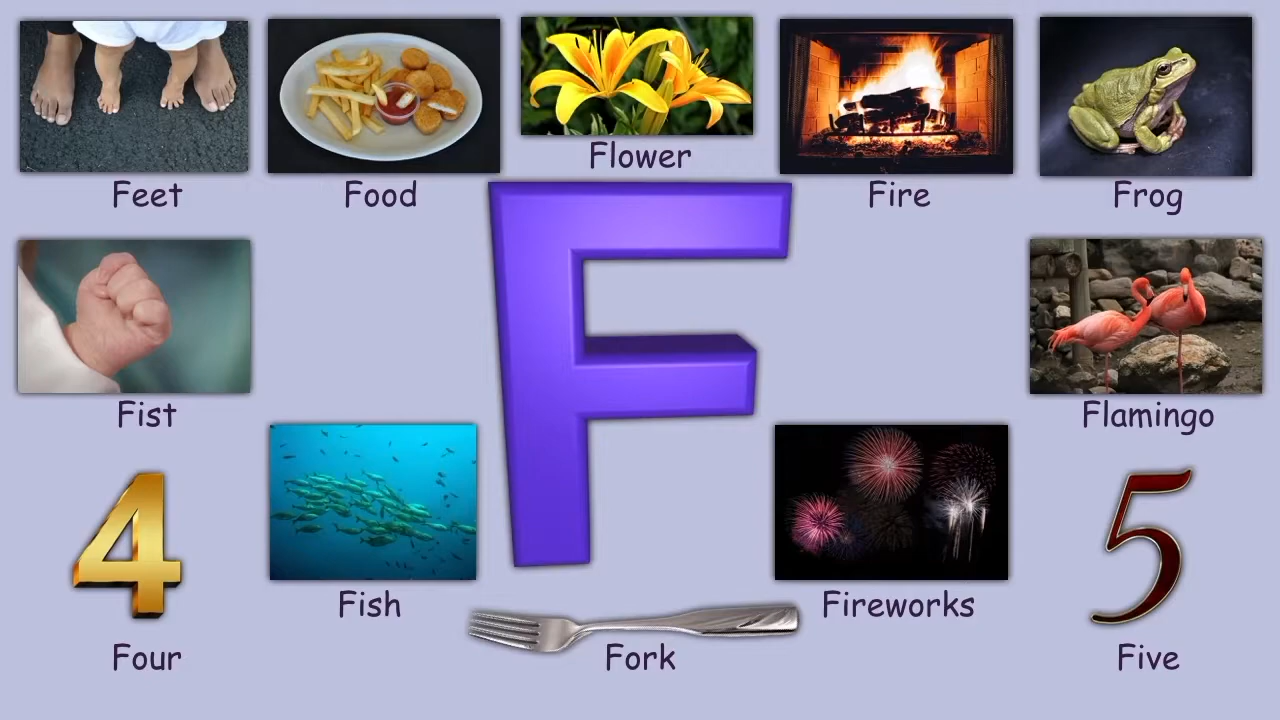 Feet
Food
Flower
Fire
Frog
F
Fist
Flamingo
4
Fish
Fireworks
5
Four
Fork
Five